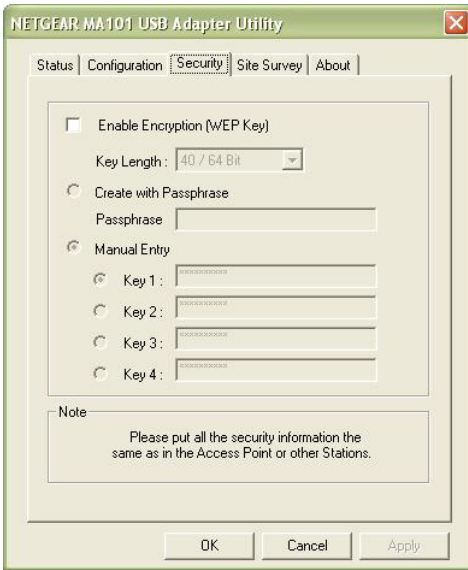 NETGEAR MA101 USB Adapter Utility
Status Configuration Security Site Survey About
Enable Encryption (WEP Key)
Key Length : 40 / 64 Bit
Create with Passphrase
Passphrase
Manual Entry
Key 1 : **********
Key 2 : **********
Key 3 : **********
Key 4 : **********
Note
Please put all the security information the
same as in the Access Point or other Stations.
OK Cancel Apply